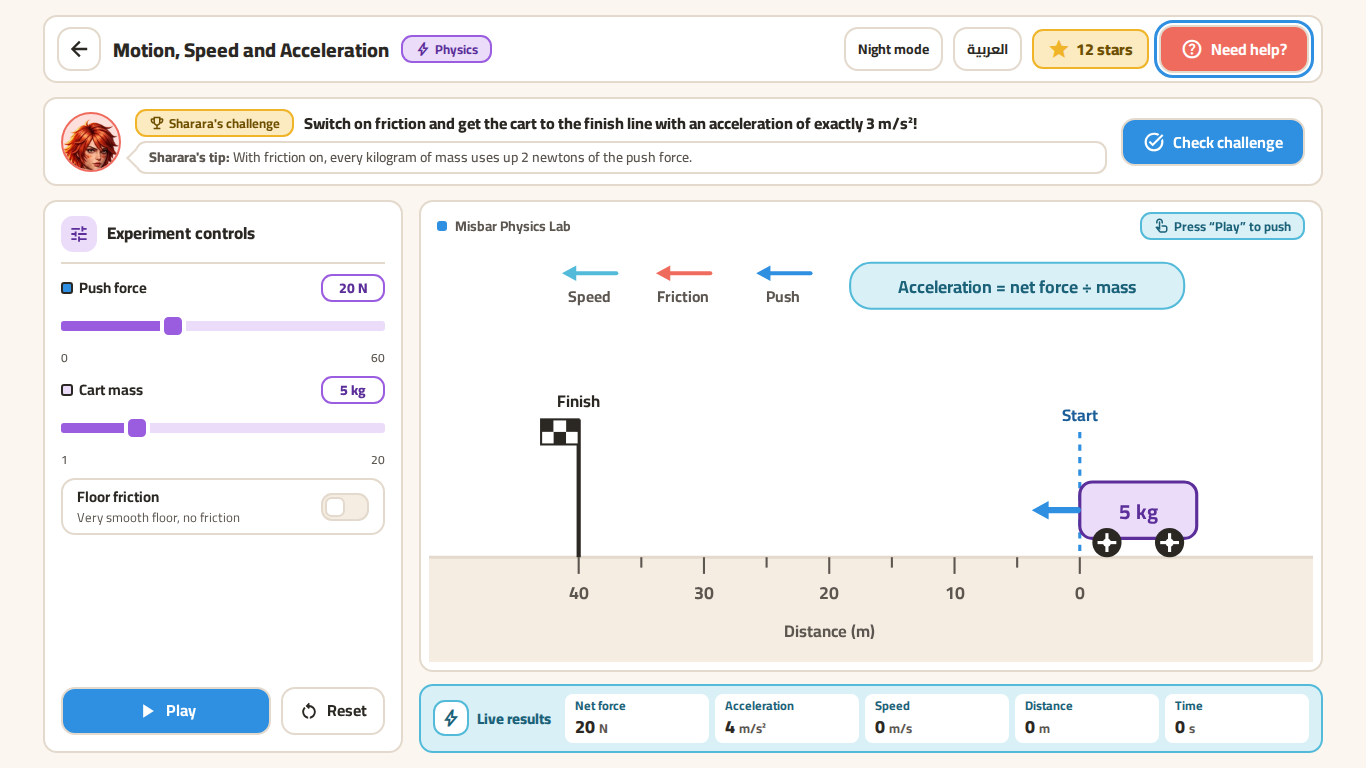 Motion, Speed and Acceleration
Physics
Night mode
العربية
12 stars
Need help?
Sharara's challenge
Switch on friction and get the cart to the finish line with an acceleration of exactly 3 m/s²!
Sharara's tip: With friction on, every kilogram of mass uses up 2 newtons of the push force.
Check challenge
Experiment controls
Push force
20 N
0
60
Cart mass
5 kg
1
20
Floor friction
Very smooth floor, no friction
Play
Reset
Misbar Physics Lab
Press "Play" to push
Speed
Friction
Push
Acceleration = net force ÷ mass
Finish
Start
5 kg
40
30
20
10
0
Distance (m)
Live results
Net force
20 N
Acceleration
4 m/s²
Speed
0 m/s
Distance
0 m
Time
0 s